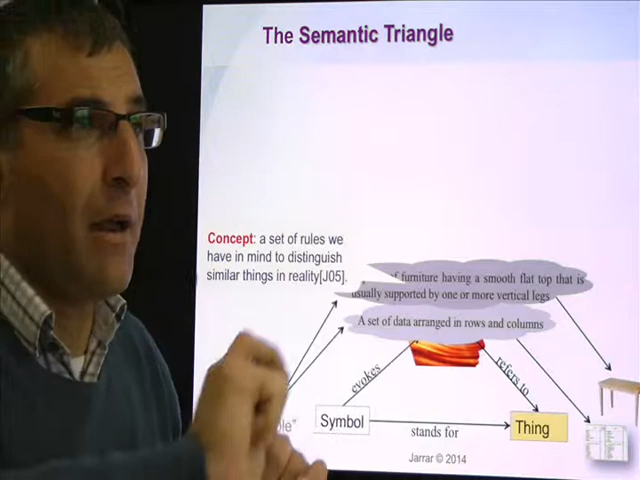 The Semantic Triangle
Concept: a set of rules we
have in mind to distinguish
similar things in reality[J05].
furniture having a smooth flat top that is
usually supported by one or more vertical legs
A set of data arranged in rows and columns
evokes
refers to
Symbol
Thing
stands for
Jarrar © 2014